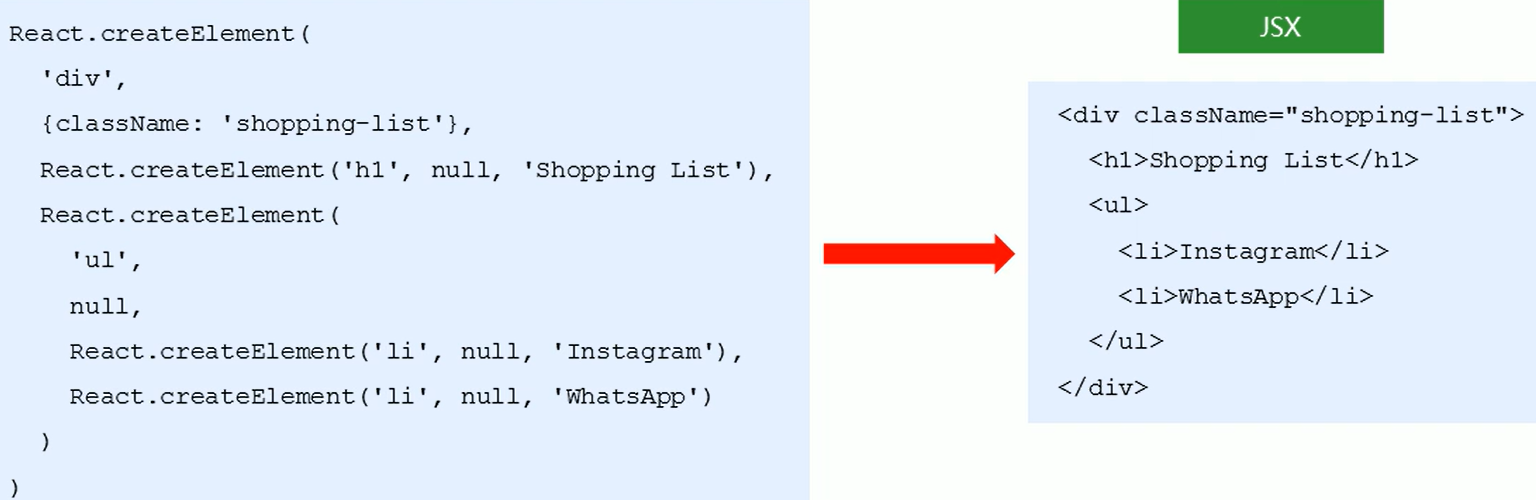 React.createElement(
  'div',
  {className: 'shopping-list'},
  React.createElement('h1', null, 'Shopping List'),
  React.createElement(
    'ul',
    null,
    React.createElement('li', null, 'Instagram'),
    React.createElement('li', null, 'WhatsApp')
  )
)
JSX
<div className="shopping-list">
  <h1>Shopping List</h1>
  <ul>
    <li>Instagram</li>
    <li>WhatsApp</li>
  </ul>
</div>